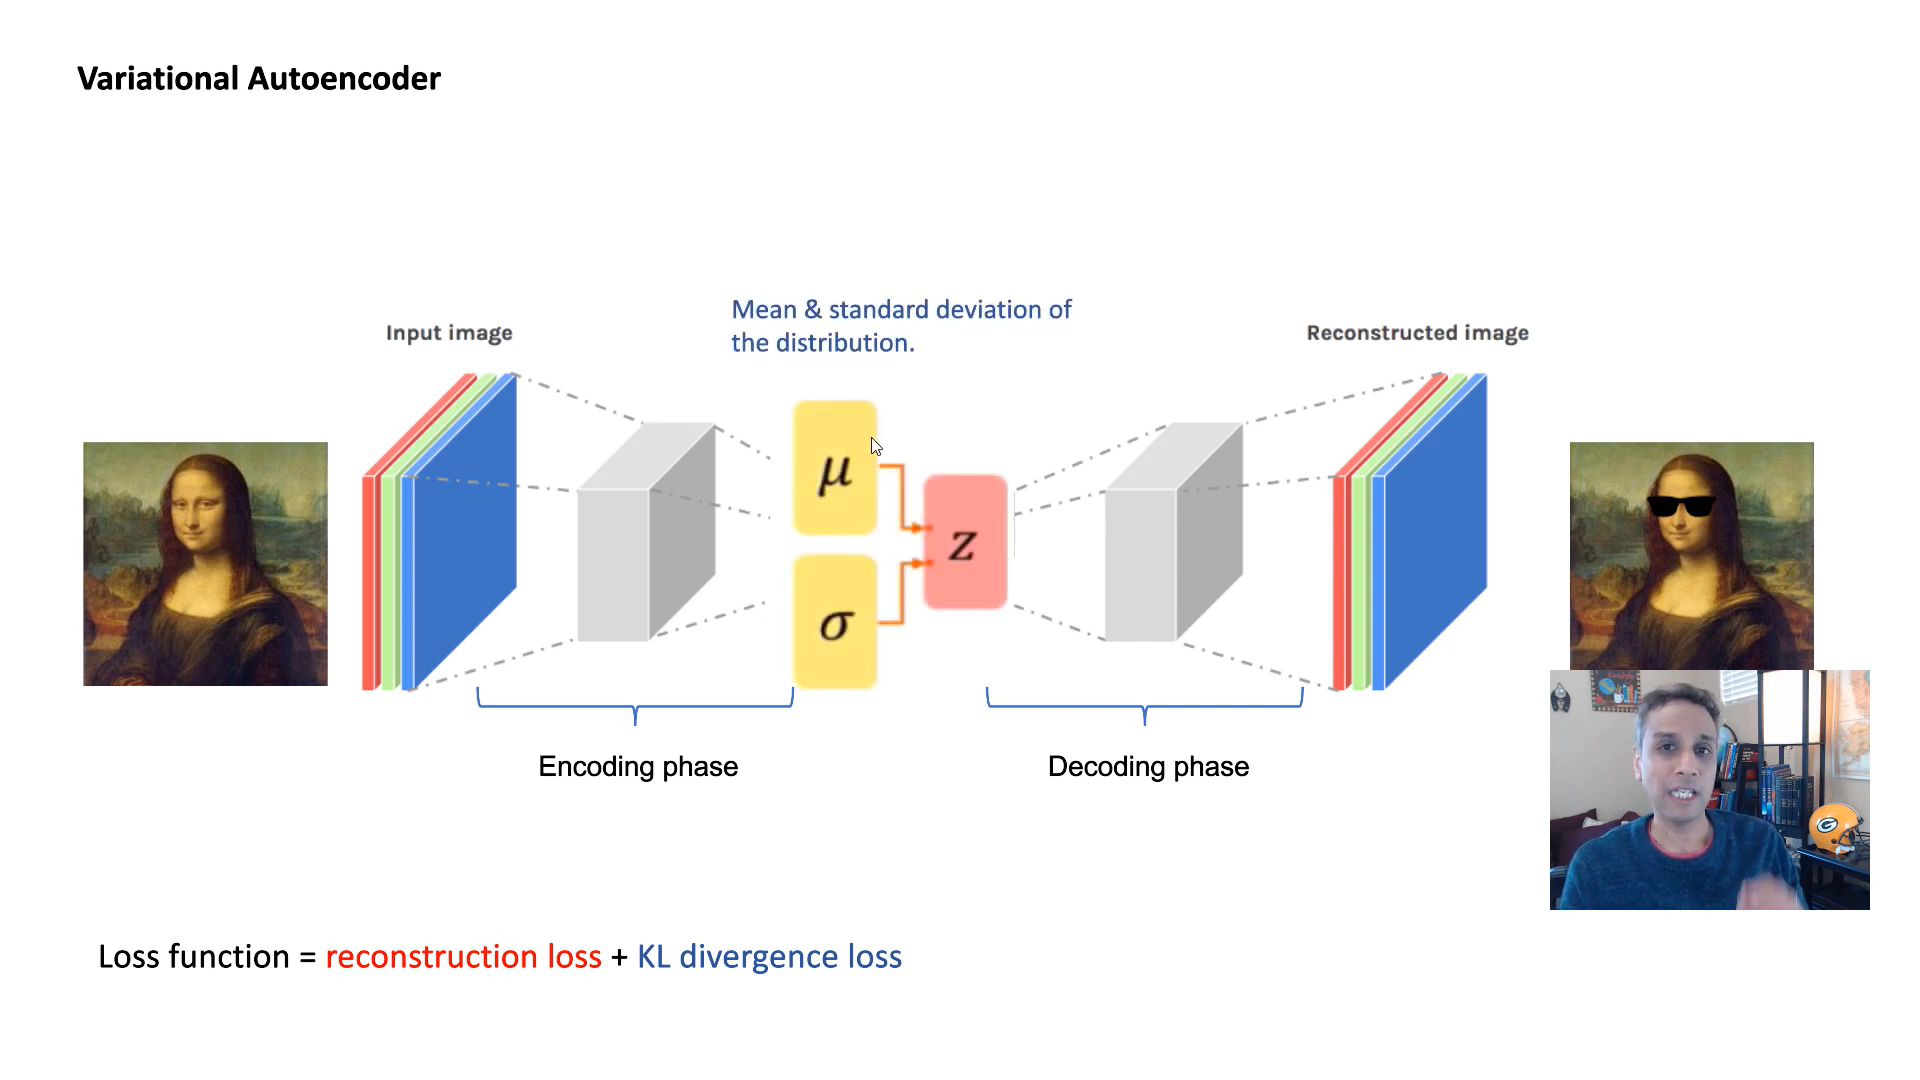 Variational Autoencoder
Mean & standard deviation of
the distribution.
Input image
Reconstructed image
μ
σ
z
Encoding phase
Decoding phase
Loss function = reconstruction loss + KL divergence loss
G